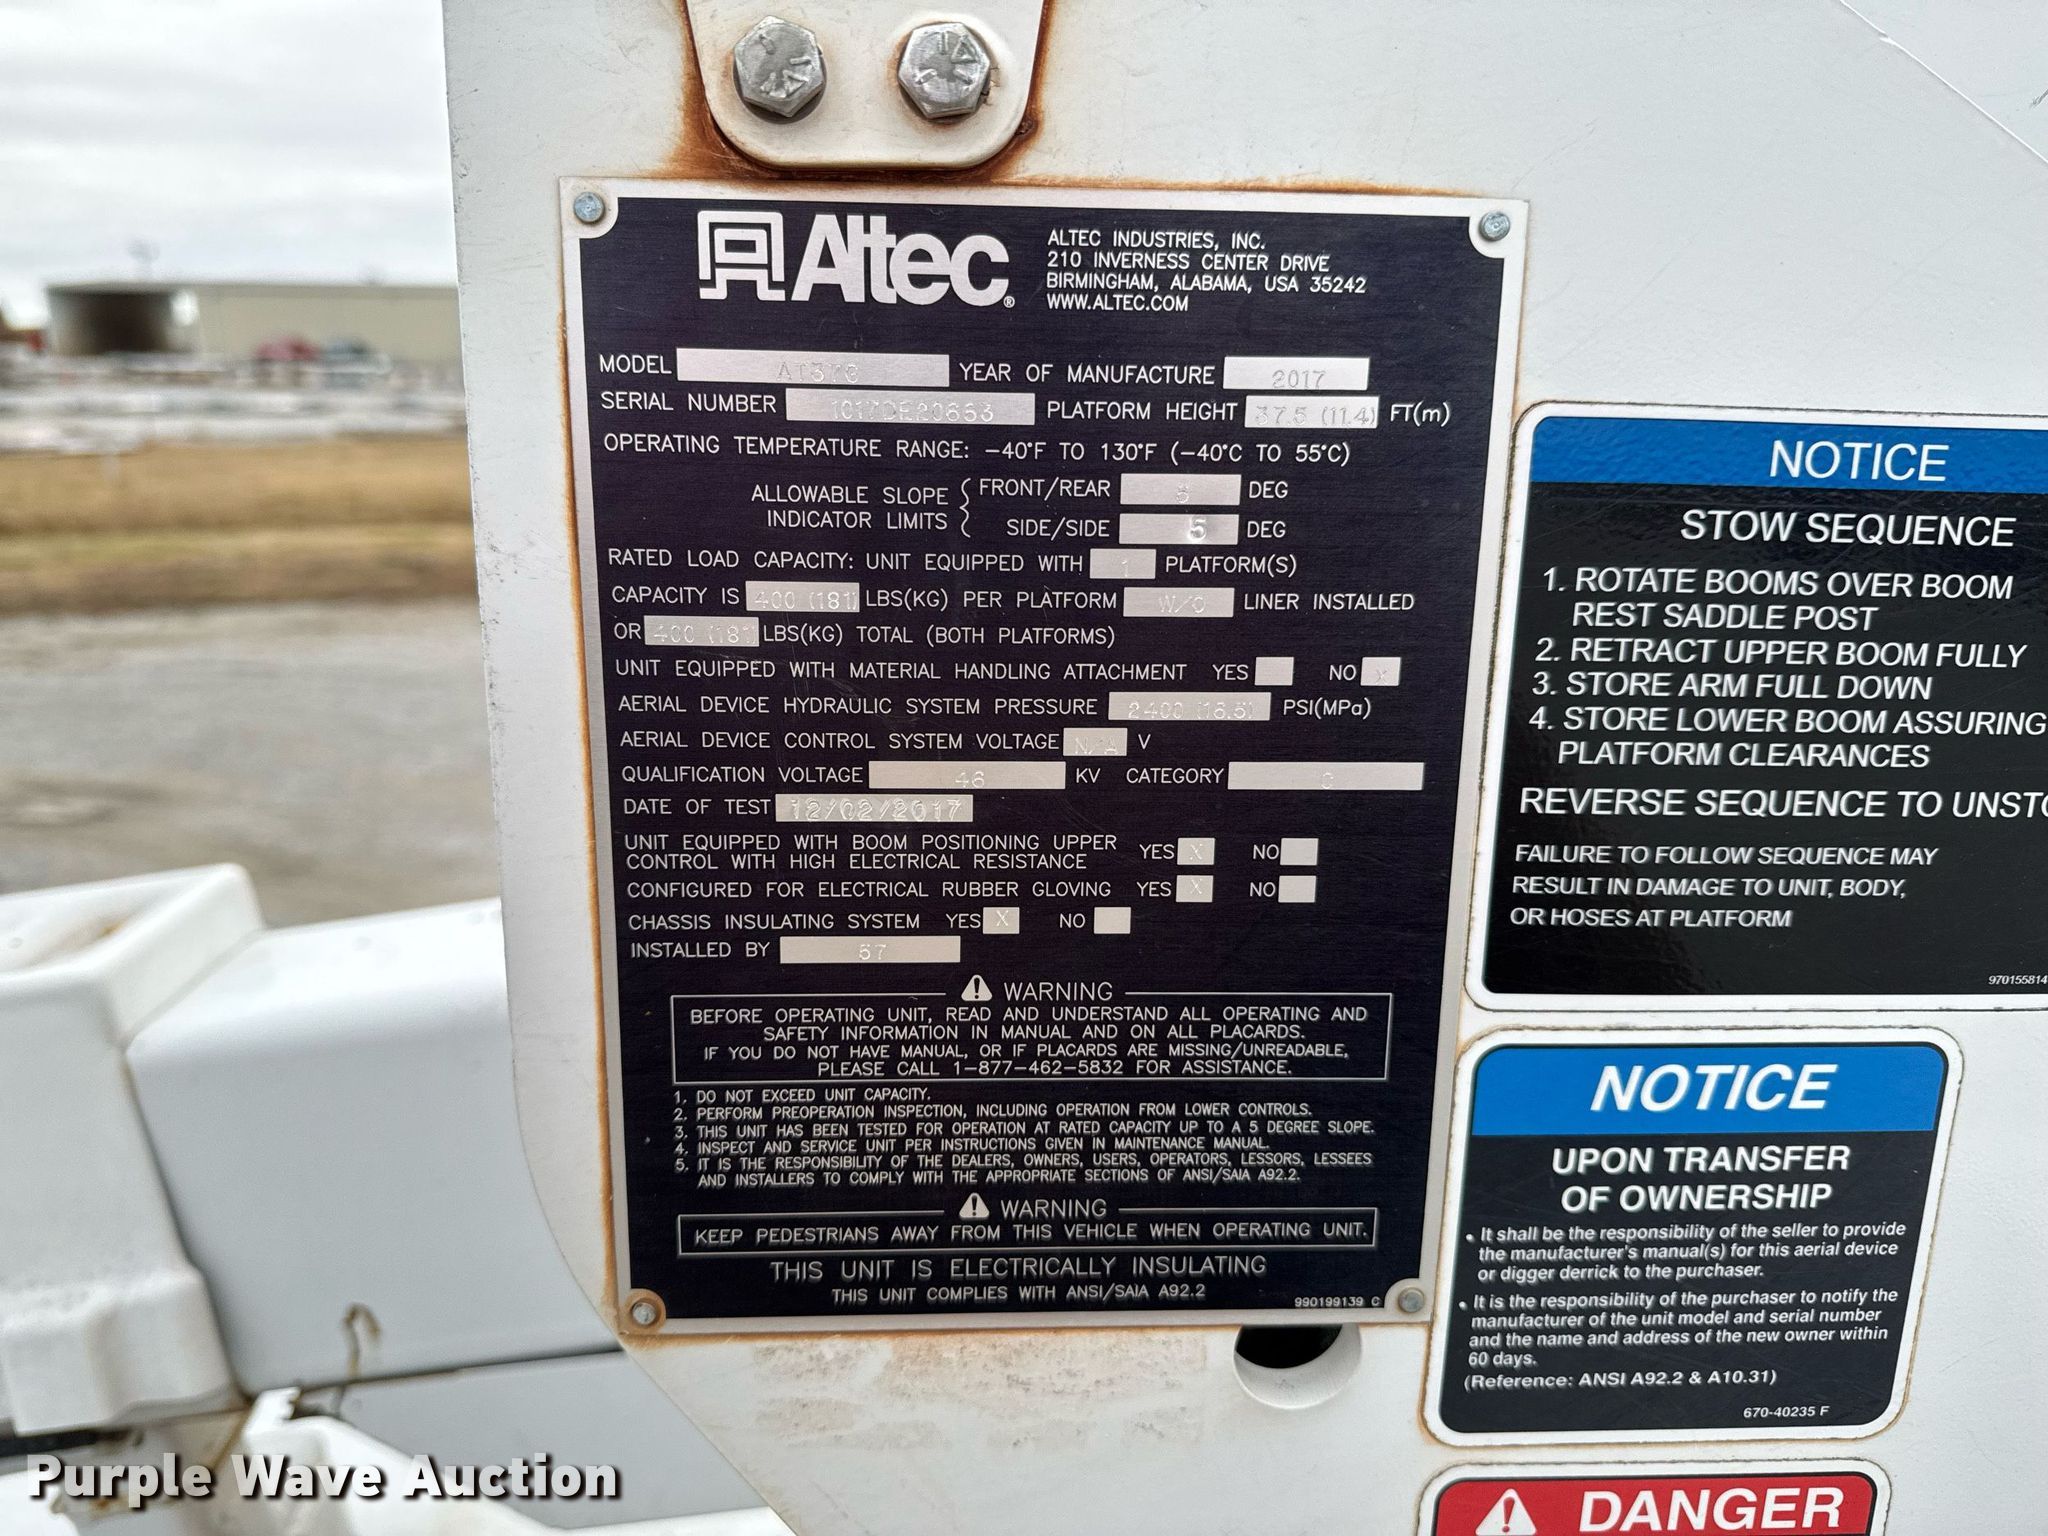 Altec®
ALTEC INDUSTRIES, INC.
210 INVERNESS CENTER DRIVE
BIRMINGHAM, ALABAMA, USA 35242
WWW.ALTEC.COM
MODEL AT37G YEAR OF MANUFACTURE 2017
SERIAL NUMBER PLATFORM HEIGHT 37.5 (11.4) FT(m)
OPERATING TEMPERATURE RANGE: -40°F TO 130°F (-40°C TO 55°C)
ALLOWABLE SLOPE INDICATOR LIMITS { FRONT/REAR DEG
SIDE/SIDE 5 DEG
RATED LOAD CAPACITY: UNIT EQUIPPED WITH 1 PLATFORM(S)
CAPACITY IS 400 (181) LBS(KG) PER PLATFORM W/O LINER INSTALLED
OR 400 (181) LBS(KG) TOTAL (BOTH PLATFORMS)
UNIT EQUIPPED WITH MATERIAL HANDLING ATTACHMENT YES NO X
AERIAL DEVICE HYDRAULIC SYSTEM PRESSURE 2400 (16.5) PSI(MPa)
AERIAL DEVICE CONTROL SYSTEM VOLTAGE N/A V
QUALIFICATION VOLTAGE 46 KV CATEGORY C
DATE OF TEST 12/02/2017
UNIT EQUIPPED WITH BOOM POSITIONING UPPER
CONTROL WITH HIGH ELECTRICAL RESISTANCE YES X NO
CONFIGURED FOR ELECTRICAL RUBBER GLOVING YES X NO
CHASSIS INSULATING SYSTEM YES X NO
INSTALLED BY 57
WARNING
BEFORE OPERATING UNIT, READ AND UNDERSTAND ALL OPERATING AND
SAFETY INFORMATION IN MANUAL AND ON ALL PLACARDS.
IF YOU DO NOT HAVE MANUAL, OR IF PLACARDS ARE MISSING/UNREADABLE,
PLEASE CALL 1-877-462-5832 FOR ASSISTANCE.
1. DO NOT EXCEED UNIT CAPACITY.
2. PERFORM PREOPERATION INSPECTION, INCLUDING OPERATION FROM LOWER CONTROLS.
3. THIS UNIT HAS BEEN TESTED FOR OPERATION AT RATED CAPACITY UP TO A 5 DEGREE SLOPE.
4. INSPECT AND SERVICE UNIT PER INSTRUCTIONS GIVEN IN MAINTENANCE MANUAL.
5. IT IS THE RESPONSIBILITY OF THE DEALERS, OWNERS, USERS, OPERATORS, LESSORS, LESSEES
AND INSTALLERS TO COMPLY WITH THE APPROPRIATE SECTIONS OF ANSI/SAIA A92.2.
WARNING
KEEP PEDESTRIANS AWAY FROM THIS VEHICLE WHEN OPERATING UNIT.
THIS UNIT IS ELECTRICALLY INSULATING
THIS UNIT COMPLIES WITH ANSI/SAIA A92.2
990199139 C
NOTICE
STOW SEQUENCE
1. ROTATE BOOMS OVER BOOM
REST SADDLE POST
2. RETRACT UPPER BOOM FULLY
3. STORE ARM FULL DOWN
4. STORE LOWER BOOM ASSURING
PLATFORM CLEARANCES
REVERSE SEQUENCE TO UNSTO
FAILURE TO FOLLOW SEQUENCE MAY
RESULT IN DAMAGE TO UNIT, BODY,
OR HOSES AT PLATFORM
970155814
NOTICE
UPON TRANSFER
OF OWNERSHIP
• It shall be the responsibility of the seller to provide
the manufacturer's manual(s) for this aerial device
or digger derrick to the purchaser.
• It is the responsibility of the purchaser to notify the
manufacturer of the unit model and serial number
and the name and address of the new owner within
60 days.
(Reference: ANSI A92.2 & A10.31)
670-40235 F
DANGER
Purple Wave Auction